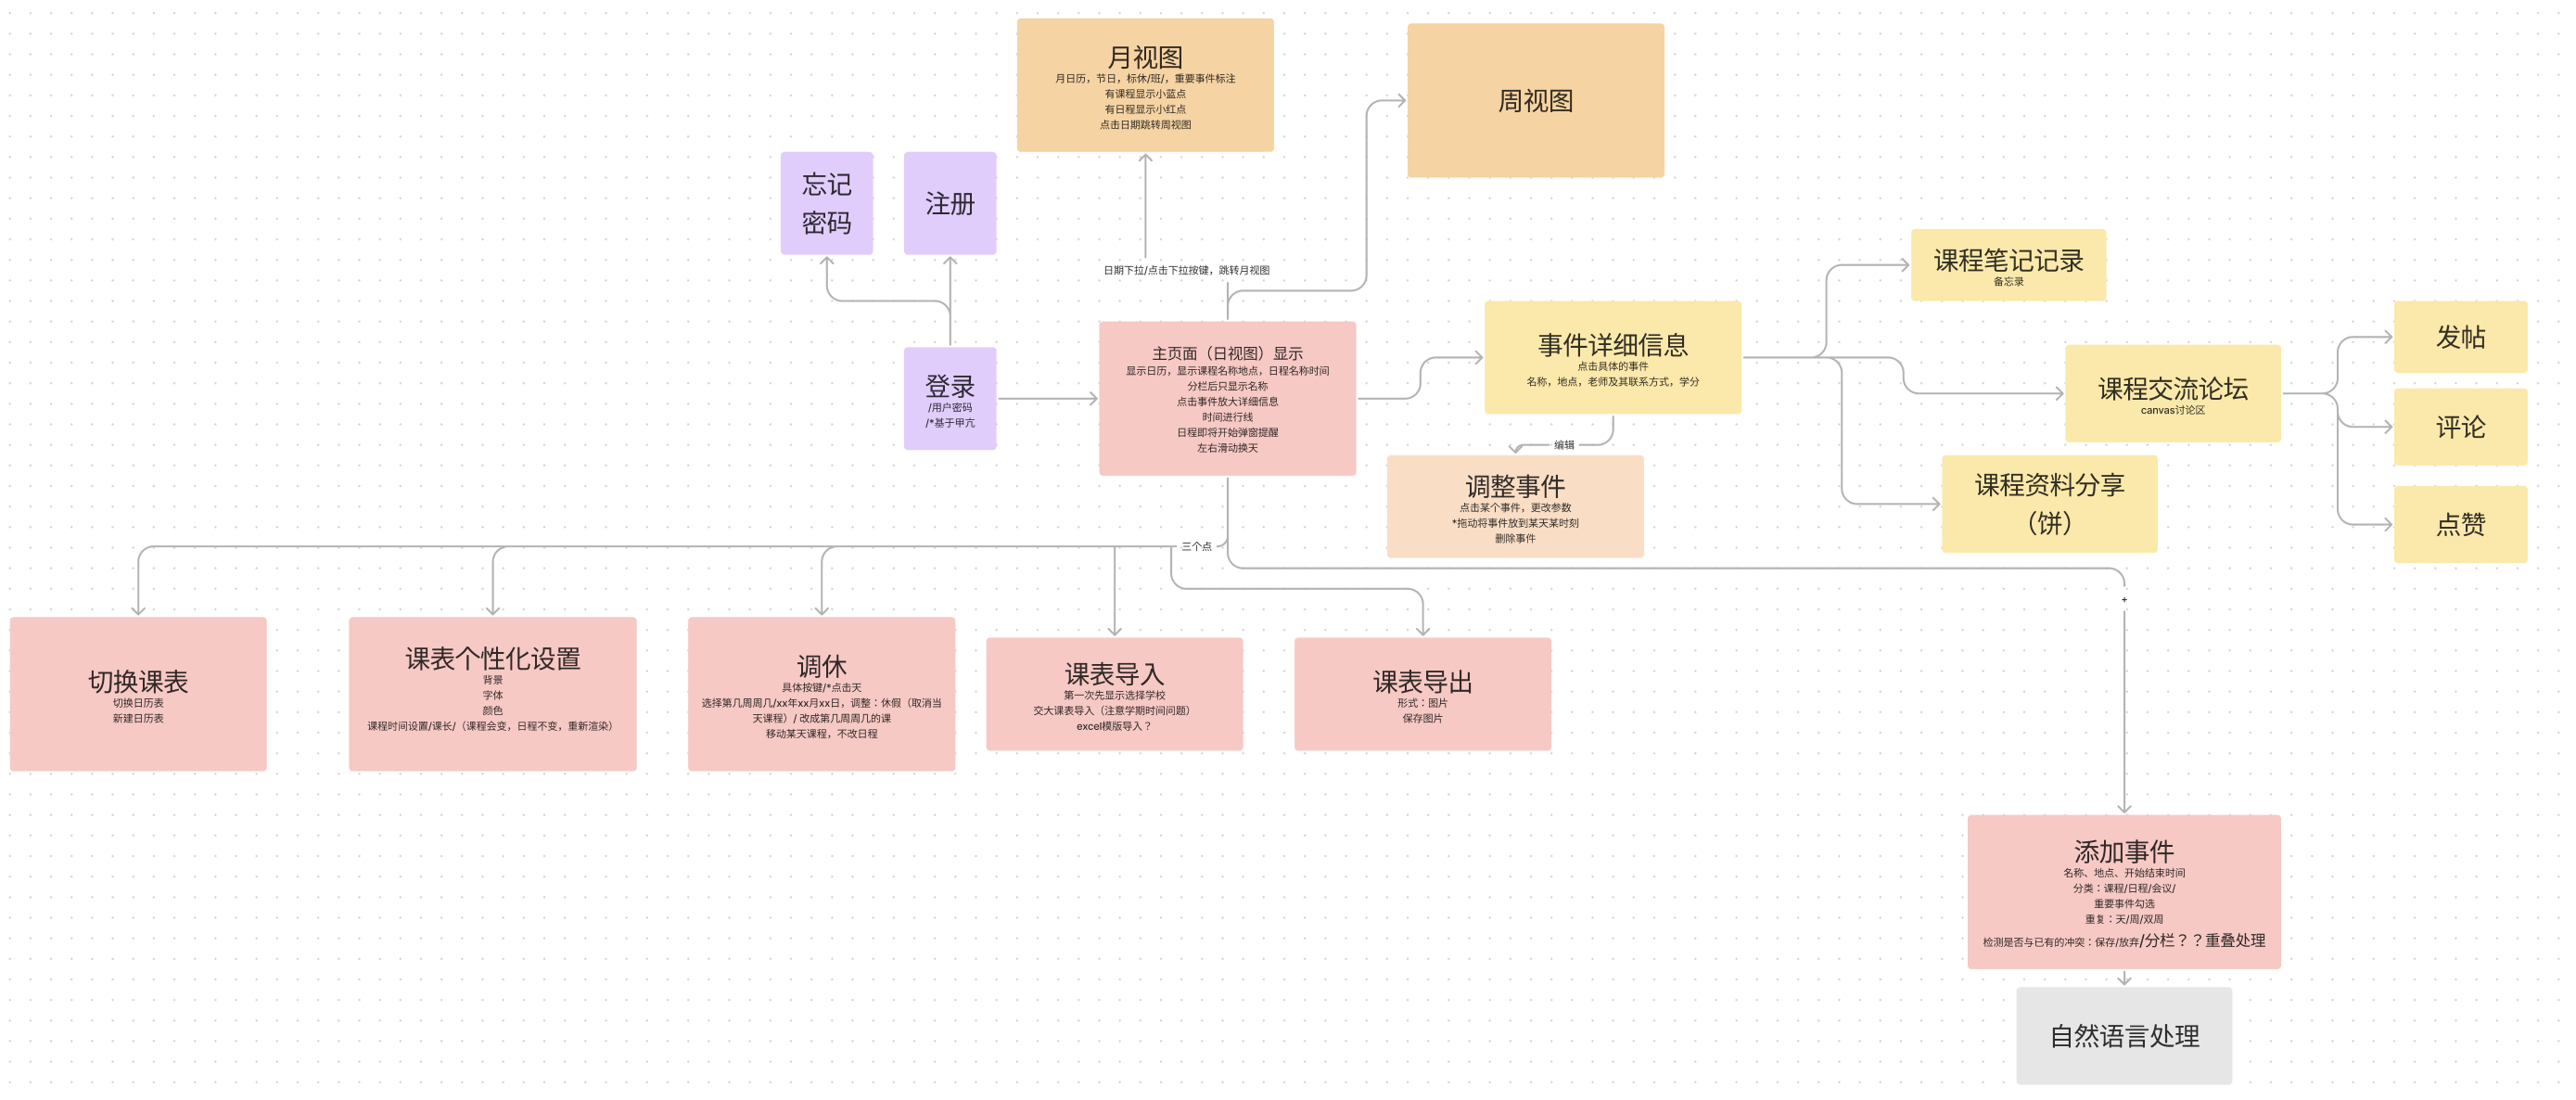 月视图
月日历，节日，标休/班/，重要事件标注
有课程显示小蓝点
有日程显示小红点
点击日期跳转周视图
周视图
忘记
密码
注册
日期下拉/点击下拉按键，跳转月视图
登录
/用户密码
/*基于甲亢
主页面（日视图）显示
显示日历，显示课程名称地点，日程名称时间
分栏后只显示名称
点击事件放大详细信息
时间进行线
日程即将开始弹窗提醒
左右滑动换天
事件详细信息
点击具体的事件
名称，地点，老师及其联系方式，学分
编辑
调整事件
点击某个事件，更改参数
*拖动将事件放到某天某时刻
删除事件
课程笔记记录
备忘录
课程交流论坛
canvas讨论区
课程资料分享
（饼）
发帖
评论
点赞
三个点
+
切换课表
切换日历表
新建日历表
课表个性化设置
背景
字体
颜色
课程时间设置/课长/（课程会变，日程不变，重新渲染）
调休
具体按键/*点击天
选择第几周周几/xx年xx月xx日，调整：休假（取消当
天课程）/ 改成第几周周几的课
移动某天课程，不改日程
课表导入
第一次先显示选择学校
交大课表导入（注意学期时间问题）
excel模版导入？
课表导出
形式：图片
保存图片
添加事件
名称、地点、开始结束时间
分类：课程/日程/会议/
重要事件勾选
重复：天/周/双周
检测是否与已有的冲突：保存/放弃/分栏？？重叠处理
自然语言处理